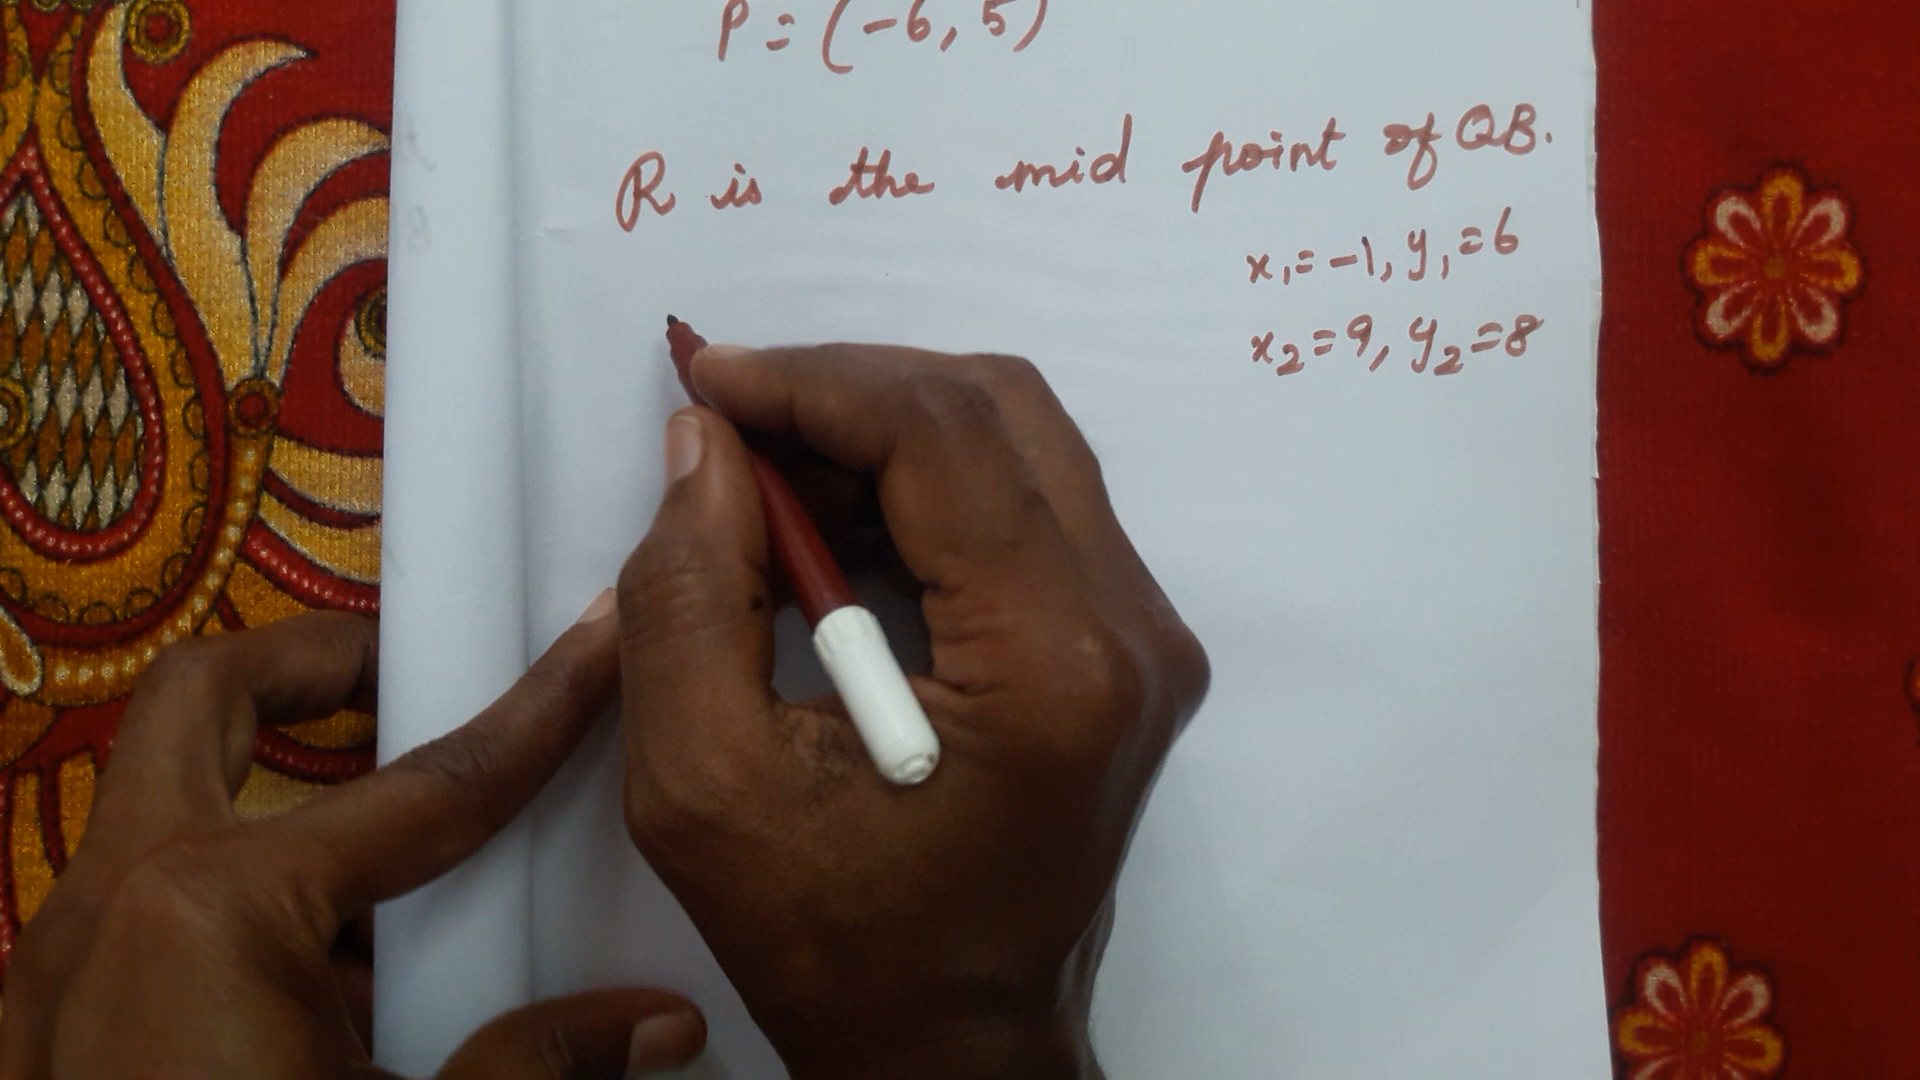 P = (-6, 5)
R is the mid point of QB.
x₁ = -1, y₁ = 6
x₂ = 9, y₂ = 8